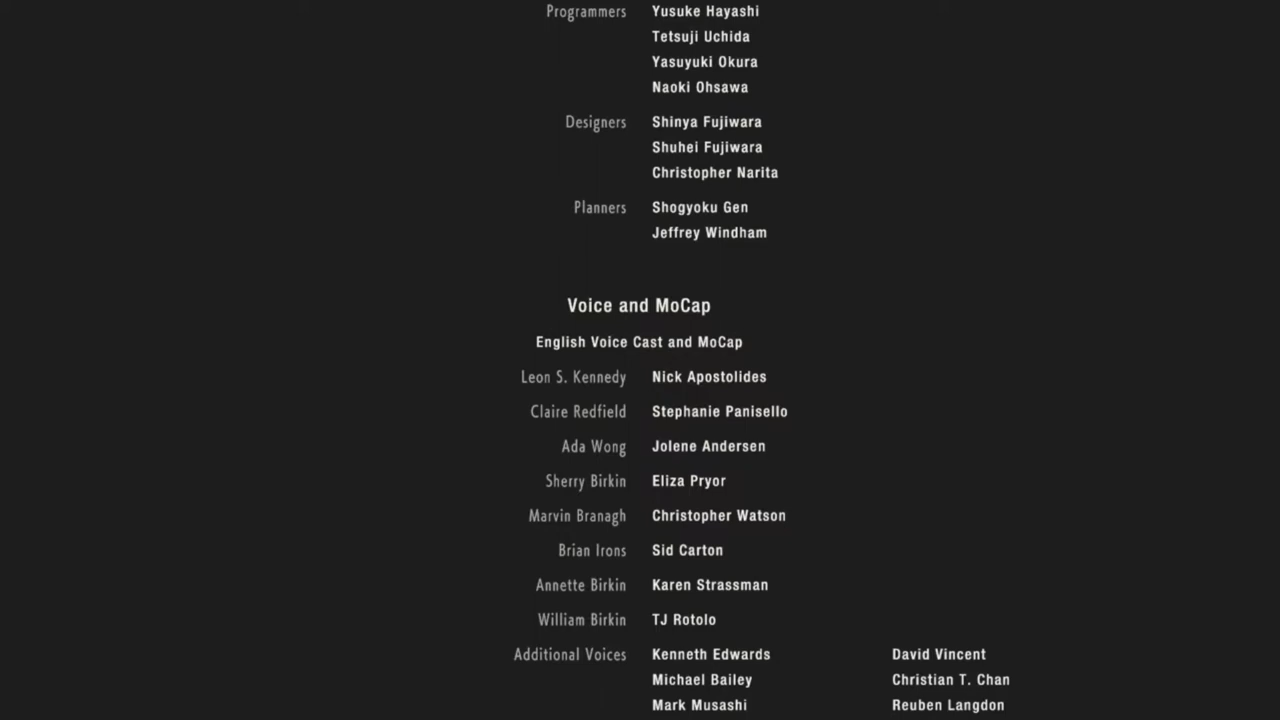 Programmers Yusuke Hayashi
Tetsuji Uchida
Yasuyuki Okura
Naoki Ohsawa
Designers Shinya Fujiwara
Shuhei Fujiwara
Christopher Narita
Planners Shogyoku Gen
Jeffrey Windham
Voice and MoCap
English Voice Cast and MoCap
Leon S. Kennedy Nick Apostolides
Claire Redfield Stephanie Panisello
Ada Wong Jolene Andersen
Sherry Birkin Eliza Pryor
Marvin Branagh Christopher Watson
Brian Irons Sid Carton
Annette Birkin Karen Strassman
William Birkin TJ Rotolo
Additional Voices Kenneth Edwards David Vincent
Michael Bailey Christian T. Chan
Mark Musashi Reuben Langdon